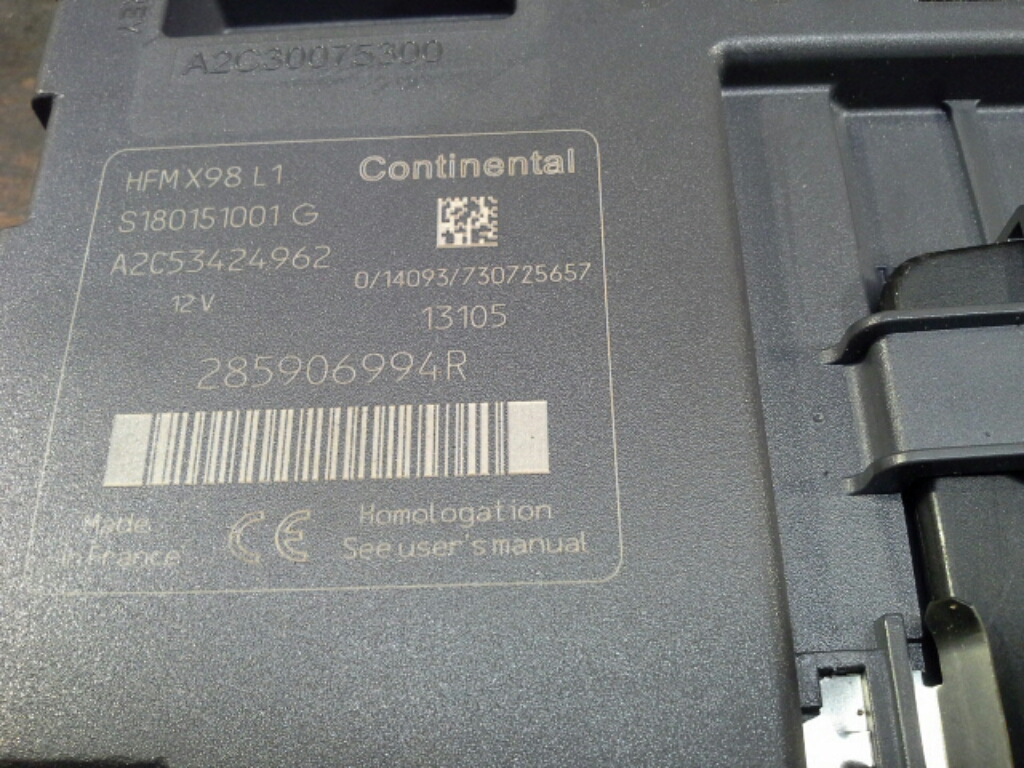 A2C30075300
Continental
HFM X98 L1
S180151001 G
A2C53424962
0/14093/730725657
12V
13105
285906994R
Made in France
CE
Homologation
See user's manual